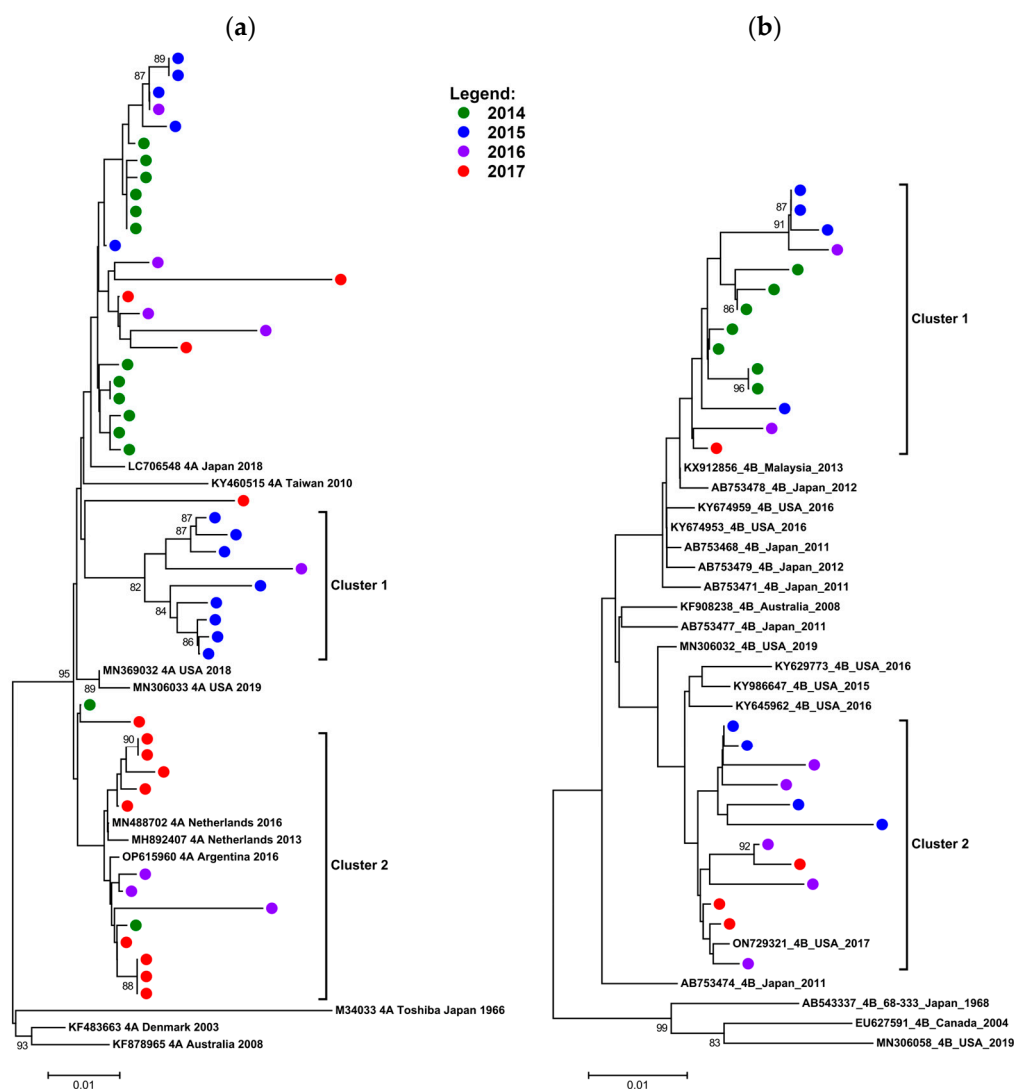 (a)
(b)
Legend:
2014
2015
2016
2017
89
87
LC706548 4A Japan 2018
KY460515 4A Taiwan 2010
87
87
82
84
86
Cluster 1
95
MN369032 4A USA 2018
89
MN306033 4A USA 2019
90
MN488702 4A Netherlands 2016
MH892407 4A Netherlands 2013
OP615960 4A Argentina 2016
Cluster 2
88
M34033 4A Toshiba Japan 1966
KF483663 4A Denmark 2003
93
KF878965 4A Australia 2008
0.01
87
91
86
96
Cluster 1
KX912856_4B_Malaysia_2013
AB753478_4B_Japan_2012
KY674959_4B_USA_2016
KY674953_4B_USA_2016
AB753468_4B_Japan_2011
AB753479_4B_Japan_2012
AB753471_4B_Japan_2011
KF908238_4B_Australia_2008
AB753477_4B_Japan_2011
MN306032_4B_USA_2019
KY629773_4B_USA_2016
KY986647_4B_USA_2015
KY645962_4B_USA_2016
92
Cluster 2
ON729321_4B_USA_2017
AB753474_4B_Japan_2011
AB543337_4B_68-333_Japan_1968
99
EU627591_4B_Canada_2004
83
MN306058_4B_USA_2019
0.01